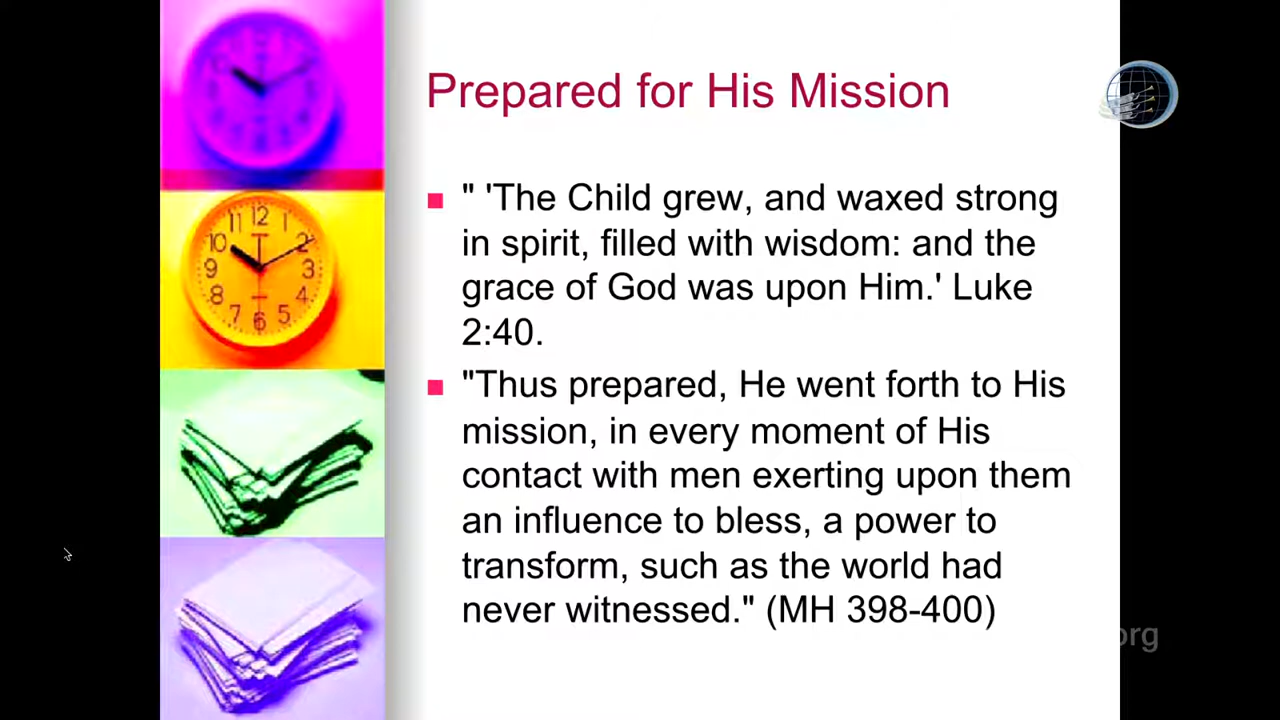 Prepared for His Mission
" 'The Child grew, and waxed strong
in spirit, filled with wisdom: and the
grace of God was upon Him.' Luke
2:40.
"Thus prepared, He went forth to His
mission, in every moment of His
contact with men exerting upon them
an influence to bless, a power to
transform, such as the world had
never witnessed." (MH 398-400)
org
11 12 1
10 2
9 3
8 4
7 6